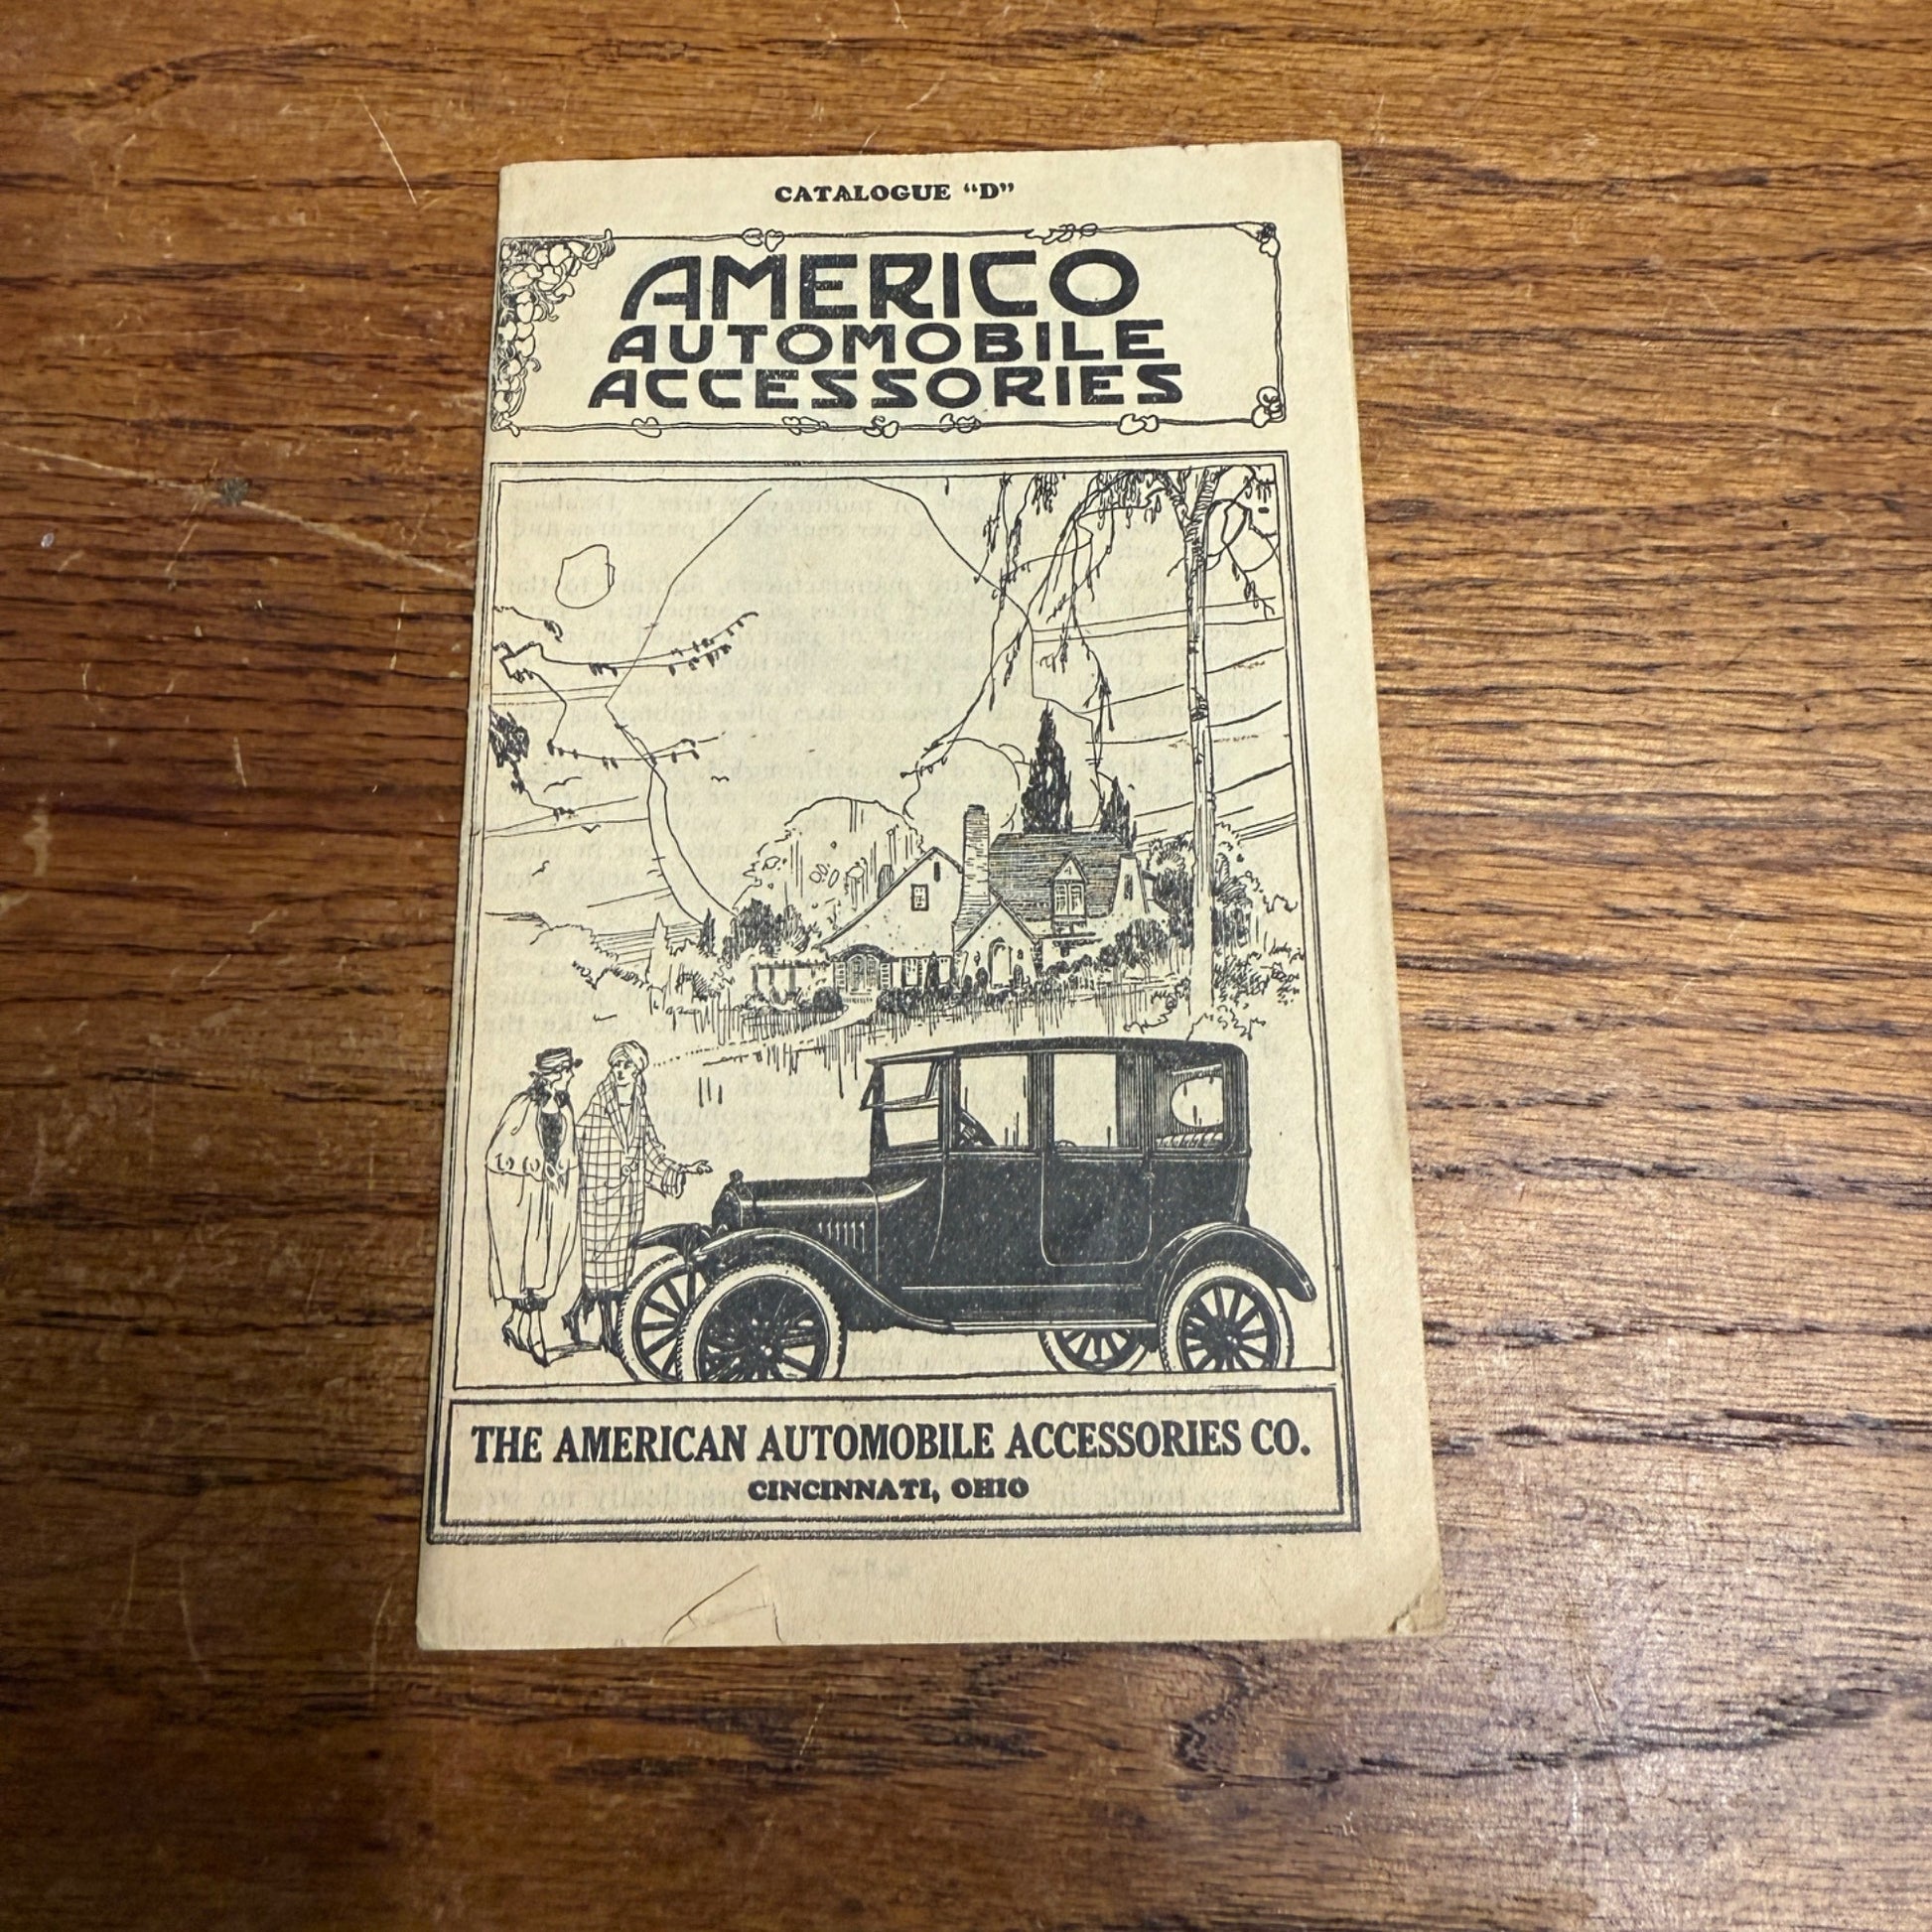 CATALOGUE “D”
AMERICO
AUTOMOBILE
ACCESSORIES
THE AMERICAN AUTOMOBILE ACCESSORIES CO.
CINCINNATI, OHIO